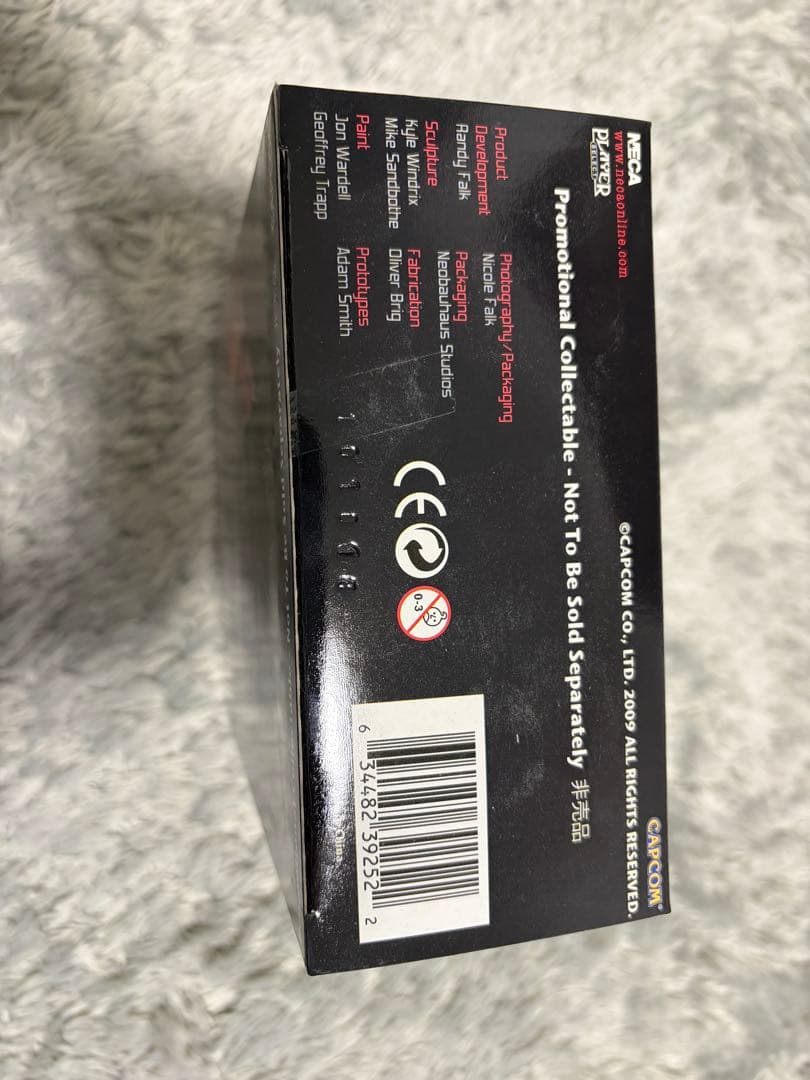 NECA
www.necaonline.com
PLAYER
SELECT
©CAPCOM CO., LTD. 2009 ALL RIGHTS RESERVED.
CAPCOM
Promotional Collectable - Not To Be Sold Separately 非売品
Product
Development
Randy Falk
Sculpture
Kyle Windrix
Mike Sandbothe
Paint
Jon Wardell
Geoffrey Trapp
Photography/Packaging
Nicole Falk
Packaging
Neobauhaus Studios
Fabrication
Oliver Brig
Prototypes
Adam Smith
CE
0-3
6 34482 39252 2